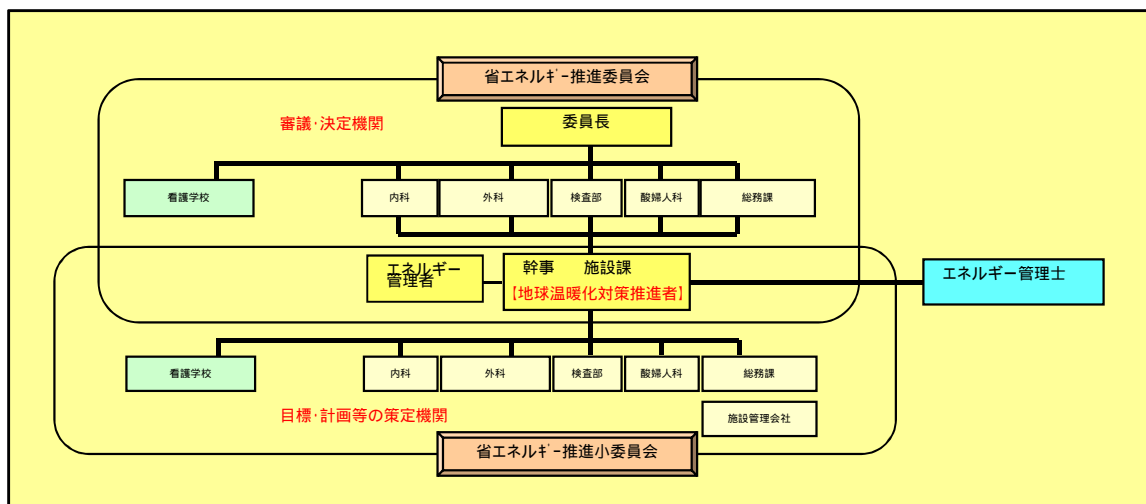 省エネルギー推進委員会
委員長
審議・決定機関
看護学校
内科
外科
検査部
酸婦人科
総務課
エネルギー
管理者
幹事 施設課
【地球温暖化対策推進者】
エネルギー管理士
看護学校
内科
外科
検査部
酸婦人科
総務課
目標・計画等の策定機関
施設管理会社
省エネルギー推進小委員会